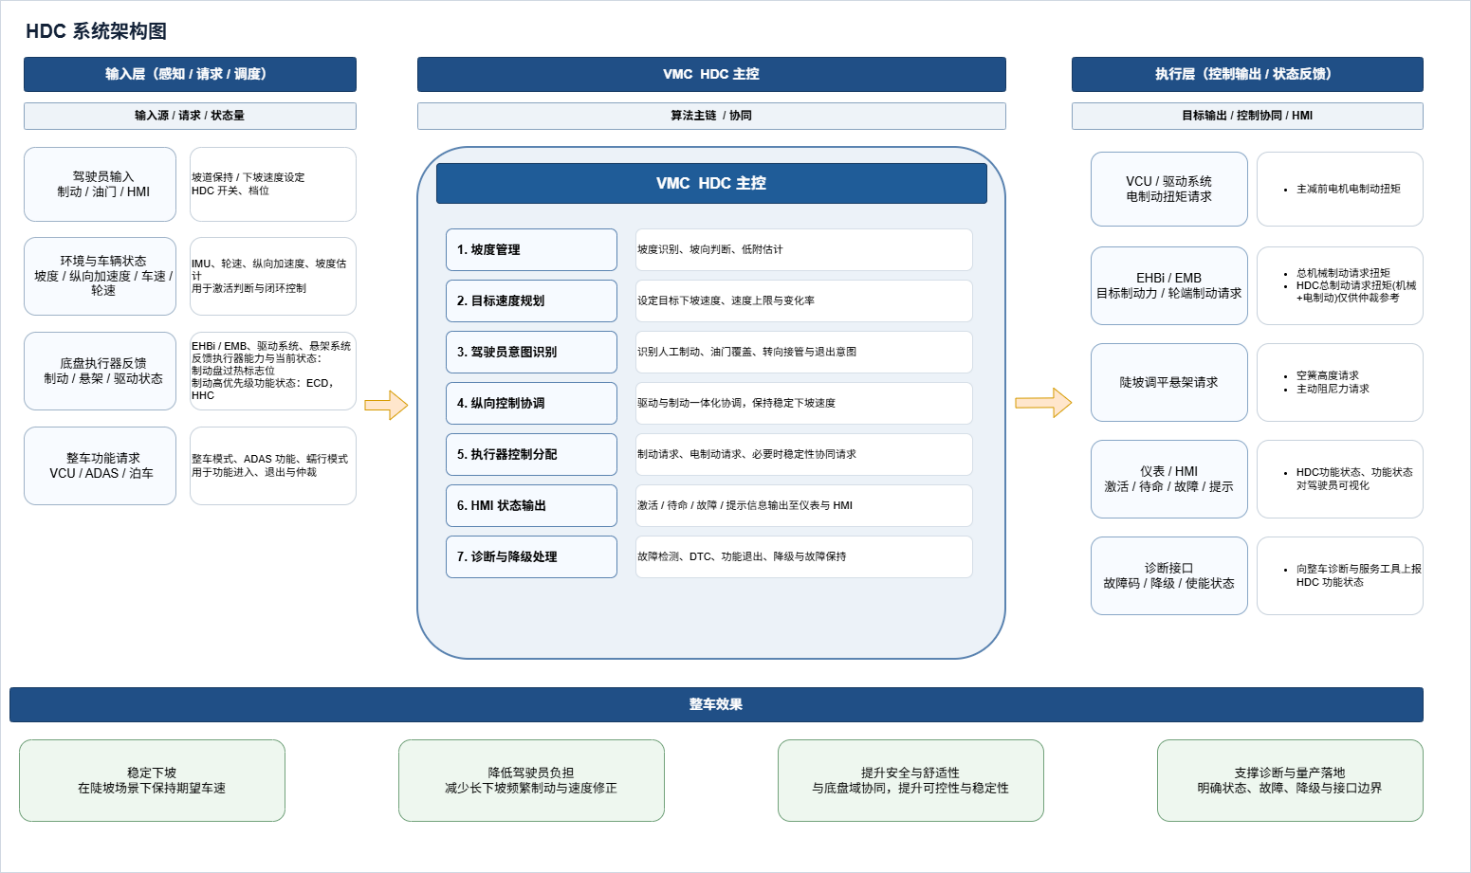 HDC 系统架构图
输入层（感知 / 请求 / 调度）
输入源 / 请求 / 状态量
驾驶员输入
制动 / 油门 / HMI
坡道保持 / 下坡速度设定
HDC 开关、档位
环境与车辆状态
坡度 / 纵向加速度 / 车速 /
轮速
IMU、轮速、纵向加速度、坡度估
计
用于激活判断与闭环控制
底盘执行器反馈
制动 / 悬架 / 驱动状态
EHBi / EMB、驱动系统、悬架系统
反馈执行器能力与当前状态：
制动盘过热标志位
制动高优先级功能状态：ECD，
HHC
整车功能请求
VCU / ADAS / 泊车
整车模式、ADAS 功能、蠕行模式
用于功能进入、退出与仲裁
VMC  HDC 主控
算法主链  / 协同
VMC  HDC 主控
1. 坡度管理
坡度识别、坡向判断、低附估计
2. 目标速度规划
设定目标下坡速度、速度上限与变化率
3. 驾驶员意图识别
识别人工制动、油门覆盖、转向接管与退出意图
4. 纵向控制协调
驱动与制动一体化协调，保持稳定下坡速度
5. 执行器控制分配
制动请求、电制动请求、必要时稳定性协同请求
6. HMI 状态输出
激活 / 待命 / 故障 / 提示信息输出至仪表与 HMI
7. 诊断与降级处理
故障检测、DTC、功能退出、降级与故障保持
执行层（控制输出 / 状态反馈）
目标输出 / 控制协同 / HMI
VCU / 驱动系统
电制动扭矩请求
• 主减前电机电制动扭矩
EHBi / EMB
目标制动力 / 轮端制动请求
• 总机械制动请求扭矩
• HDC总制动请求扭矩(机械
+电制动)仅供仲裁参考
陡坡调平悬架请求
• 空簧高度请求
• 主动阻尼力请求
仪表 / HMI
激活 / 待命 / 故障 / 提示
• HDC功能状态、功能状态
对驾驶员可视化
诊断接口
故障码 / 降级 / 使能状态
• 向整车诊断与服务工具上报
HDC 功能状态
整车效果
稳定下坡
在陡坡场景下保持期望车速
降低驾驶员负担
减少长下坡频繁制动与速度修正
提升安全与舒适性
与底盘域协同，提升可控性与稳定性
支撑诊断与量产落地
明确状态、故障、降级与接口边界